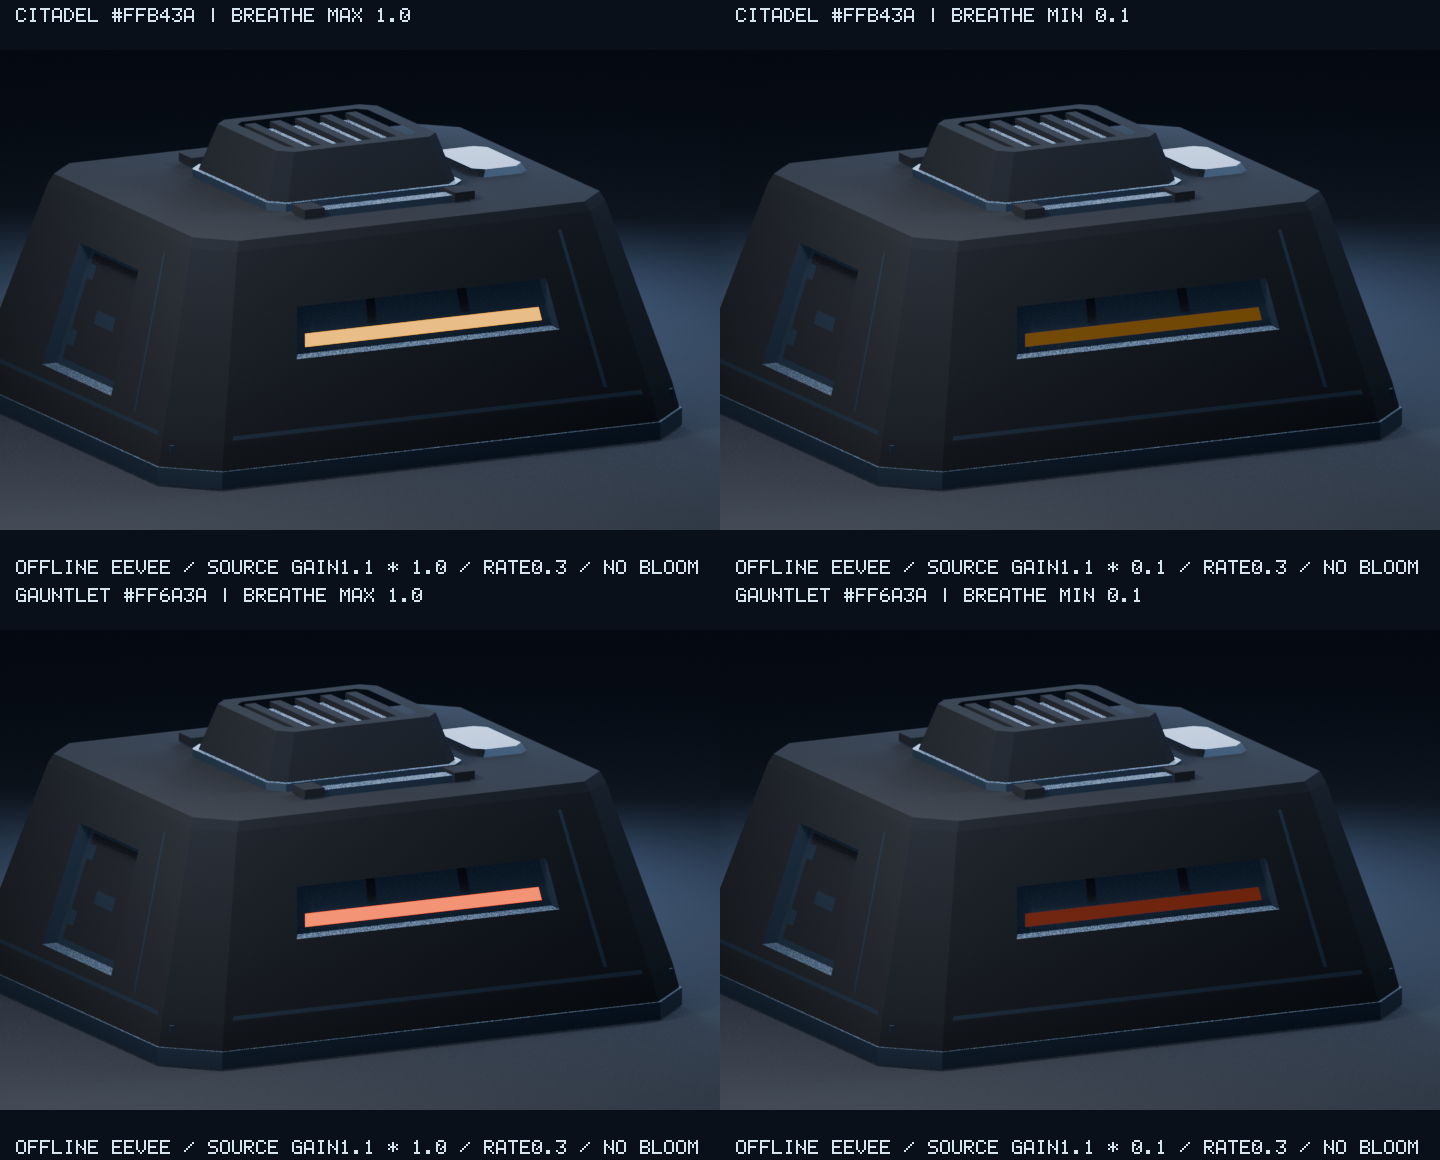 CITADEL #FFB43A | BREATHE MAX 1.0
CITADEL #FFB43A | BREATHE MIN 0.1
OFFLINE EEVEE / SOURCE GAIN1.1 * 1.0 / RATE0.3 / NO BLOOM
OFFLINE EEVEE / SOURCE GAIN1.1 * 0.1 / RATE0.3 / NO BLOOM
GAUNTLET #FF6A3A | BREATHE MAX 1.0
GAUNTLET #FF6A3A | BREATHE MIN 0.1
OFFLINE EEVEE / SOURCE GAIN1.1 * 1.0 / RATE0.3 / NO BLOOM
OFFLINE EEVEE / SOURCE GAIN1.1 * 0.1 / RATE0.3 / NO BLOOM